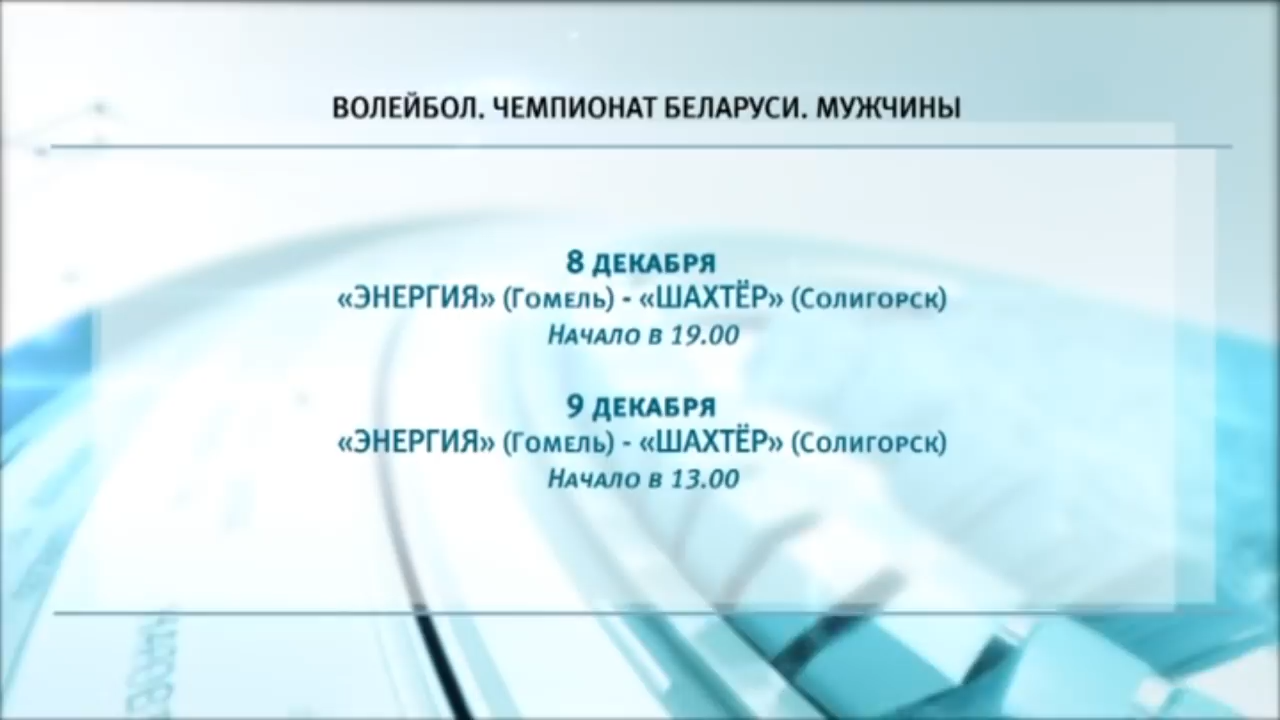 ВОЛЕЙБОЛ. ЧЕМПИОНАТ БЕЛАРУСИ. МУЖЧИНЫ
8 ДЕКАБРЯ
«ЭНЕРГИЯ» (Гомель) - «ШАХТЁР» (Солигорск)
Начало в 19.00
9 ДЕКАБРЯ
«ЭНЕРГИЯ» (Гомель) - «ШАХТЁР» (Солигорск)
Начало в 13.00